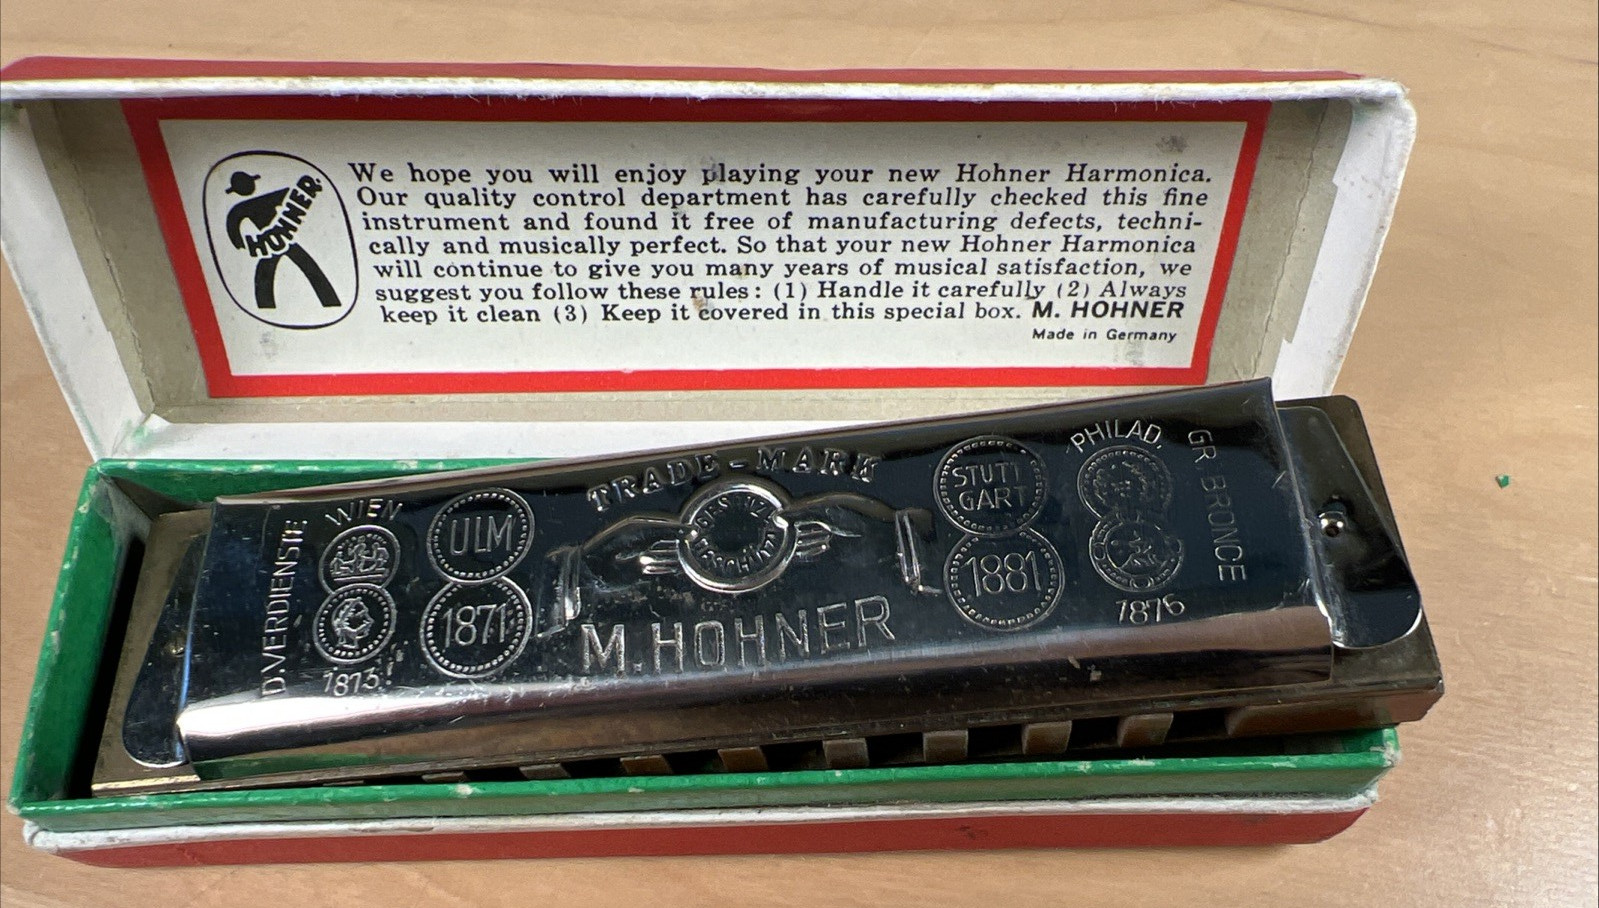 HOHNER
We hope you will enjoy playing your new Hohner Harmonica.
Our quality control department has carefully checked this fine
instrument and found it free of manufacturing defects, techni-
cally and musically perfect. So that your new Hohner Harmonica
will continue to give you many years of musical satisfaction, we
suggest you follow these rules: (1) Handle it carefully (2) Always
keep it clean (3) Keep it covered in this special box. M. HOHNER
Made in Germany
D.VERDIENSTE
WIEN
1873
ULM
1871
TRADE-MARK
M.HOHNER
STUTT
GART
1881
PHILAD.
1876
GR. BRONCE